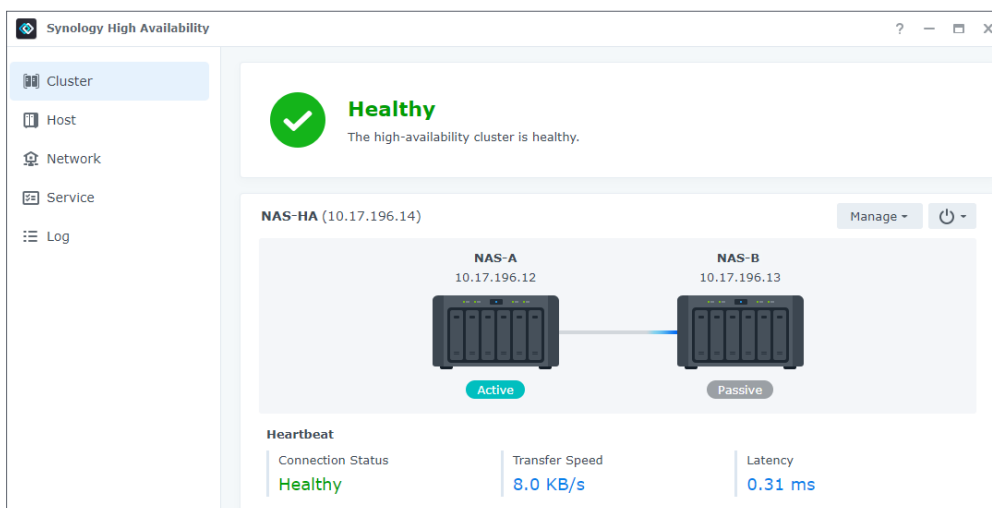 Synology High Availability
?
Cluster
Host
Network
Service
Log
Healthy
The high-availability cluster is healthy.
NAS-HA (10.17.196.14)
Manage
NAS-A
10.17.196.12
NAS-B
10.17.196.13
Active
Passive
Heartbeat
Connection Status
Healthy
Transfer Speed
8.0 KB/s
Latency
0.31 ms